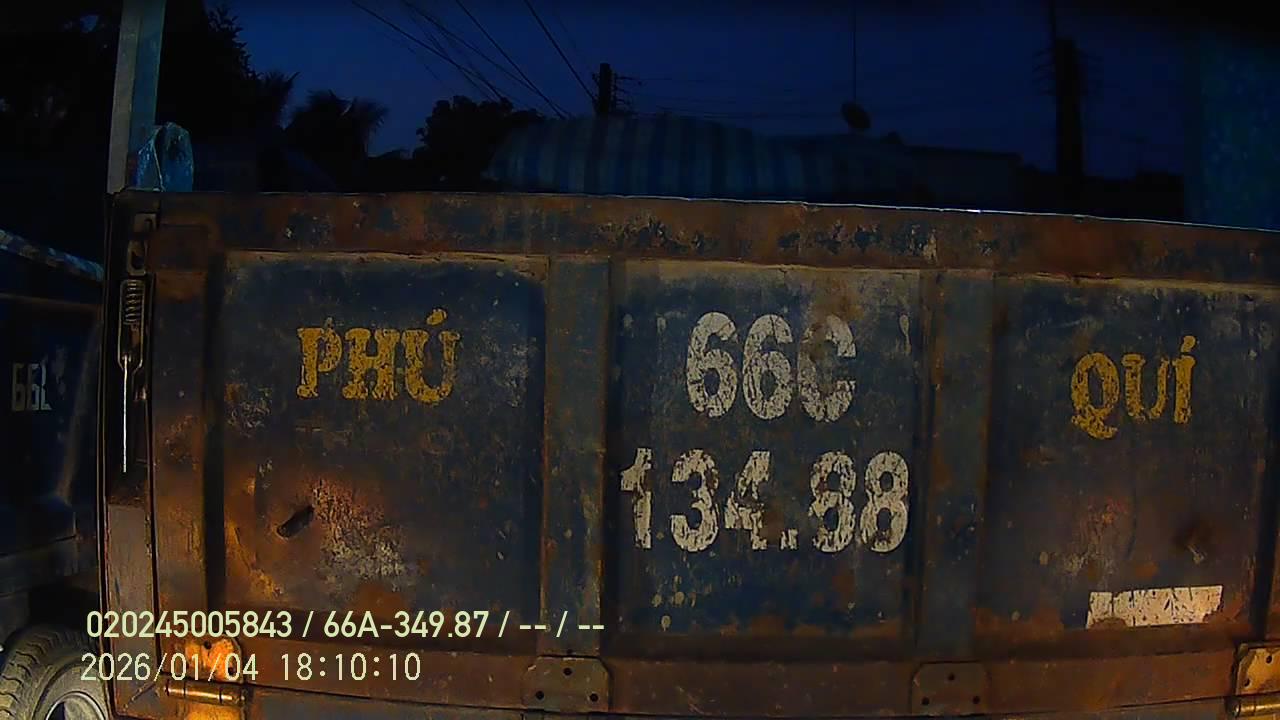 PHÚ
66C
134.88
QUÍ
020245005843 / 66A-349.87 / -- / --
2026/01/04 18:10:10